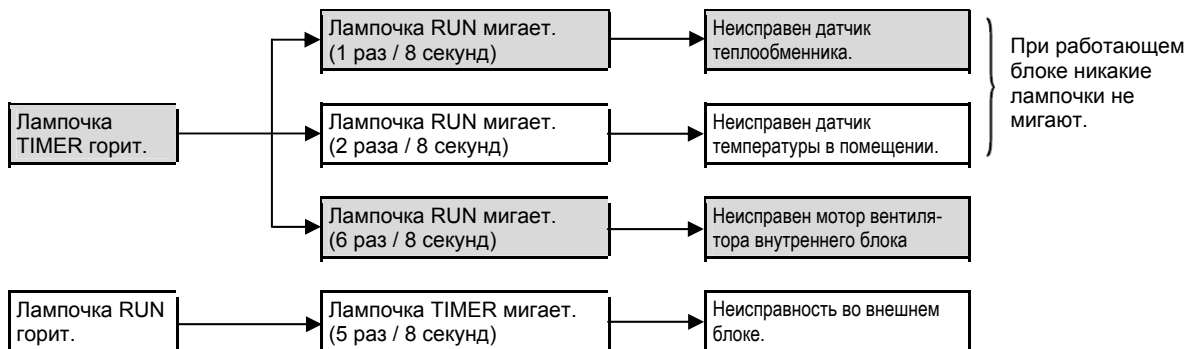 Лампочка
TIMER горит.
Лампочка RUN мигает.
(1 раз / 8 секунд)
Неисправен датчик
теплообменника.
Лампочка RUN мигает.
(2 раза / 8 секунд)
Неисправен датчик
температуры в помещении.
При работающем
блоке никакие
лампочки не
мигают.
Лампочка RUN мигает.
(6 раз / 8 секунд)
Неисправен мотор вентиля-
тора внутреннего блока
Лампочка RUN
горит.
Лампочка TIMER мигает.
(5 раз / 8 секунд)
Неисправность во внешнем
блоке.